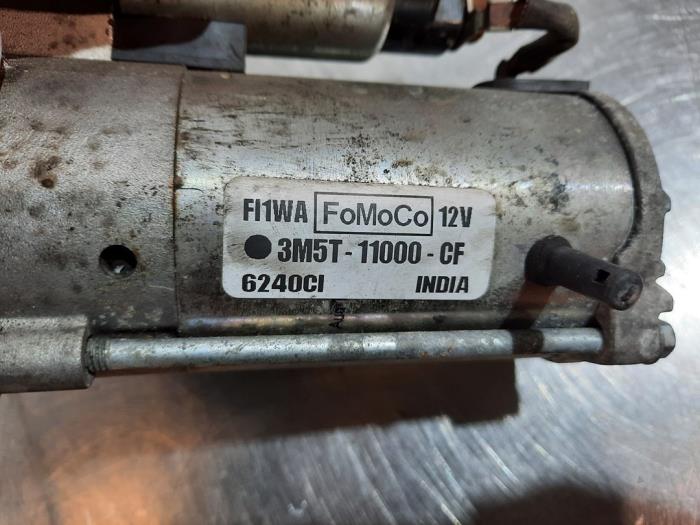 FI1WA FoMoCo 12V
3M5T-11000-CF
6240CI INDIA